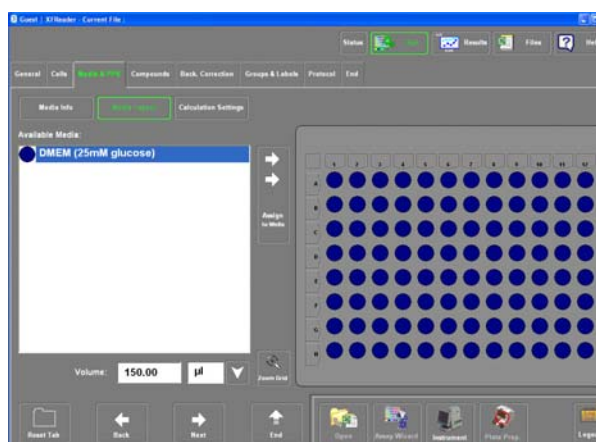 Guest | XFReader - Current File :
Status Results Files
General Cells Media & PPR Compounds Back. Correction Groups & Labels Protocol End
Media Info Media Layout Calculation Settings
Available Media:
DMEM (25mM glucose)
Assign
to Media
1 2 3 4 5 6 7 8 9 10 11 12
A
B
C
D
E
F
G
H
Volume: 150.00 µl
Zoom Grid
Reset Tab Back Next End Open Assay Wizard Instrument Plate Prep.